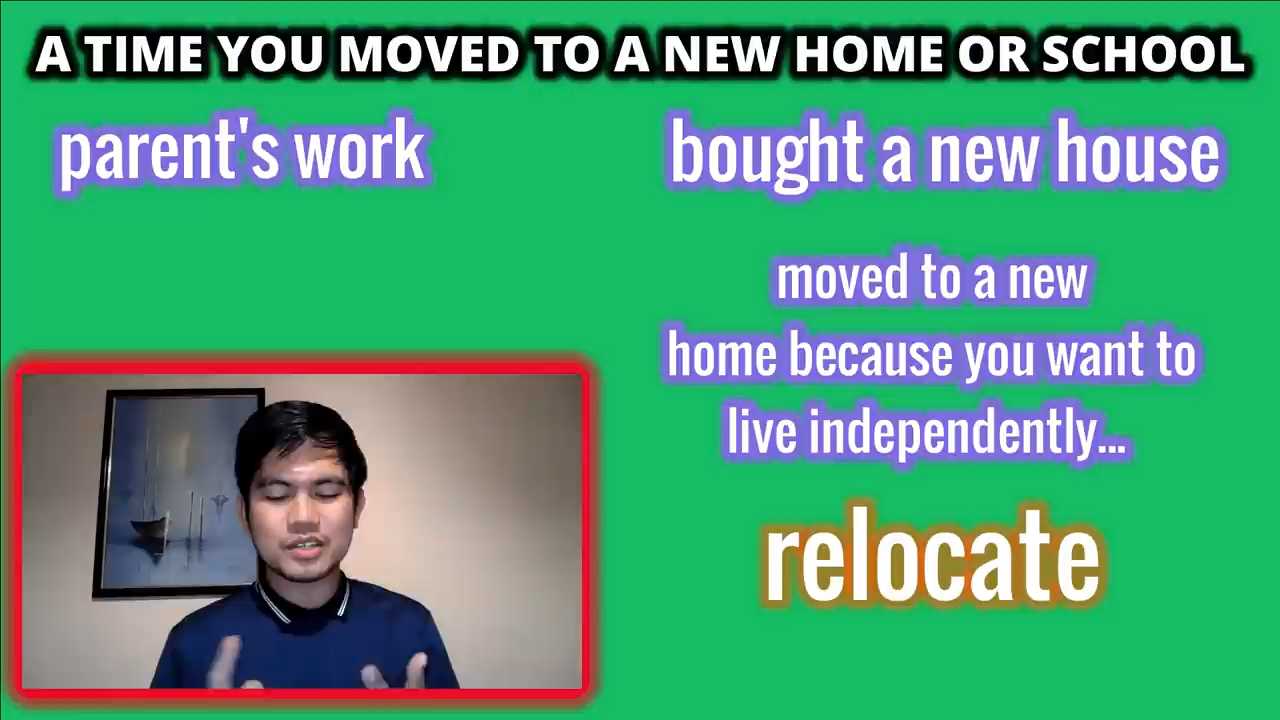 A TIME YOU MOVED TO A NEW HOME OR SCHOOL
parent's work
bought a new house
moved to a new
home because you want to
live independently...
relocate